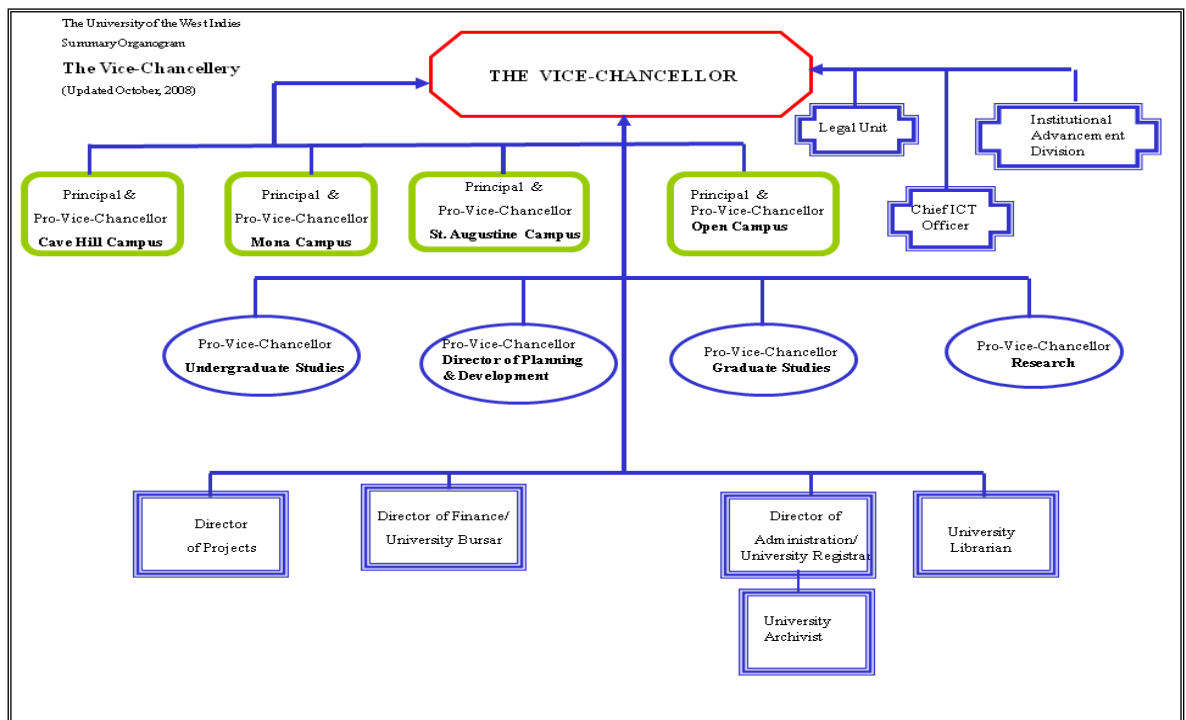 The University of the West Indies
Summary Organogram
The Vice-Chancellery
(Updated October, 2008)
THE VICE-CHANCELLOR
Legal Unit
Institutional
Advancement
Division
Chief ICT
Officer
Principal &
Pro-Vice-Chancellor
Cave Hill Campus
Principal &
Pro-Vice-Chancellor
Mona Campus
Principal &
Pro-Vice-Chancellor
St. Augustine Campus
Principal &
Pro-Vice-Chancellor
Open Campus
Pro-Vice-Chancellor
Undergraduate Studies
Pro-Vice-Chancellor
Director of Planning
& Development
Pro-Vice-Chancellor
Graduate Studies
Pro-Vice-Chancellor
Research
Director
of Projects
Director of Finance/
University Bursar
Director of
Administration/
University Registrar
University
Librarian
University
Archivist